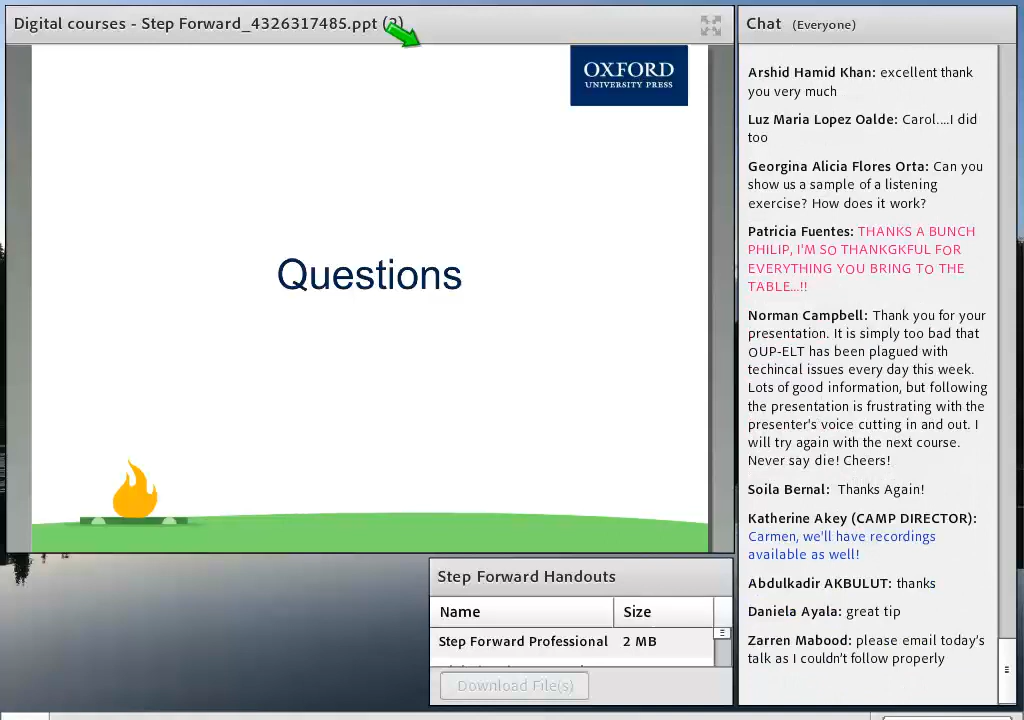 Digital courses - Step Forward_4326317485.ppt (2)
OXFORD
UNIVERSITY PRESS
Questions
Step Forward Handouts
Name Size
Step Forward Professional 2 MB
Download File(s)
Chat (Everyone)
Arshid Hamid Khan: excellent thank
you very much
Luz Maria Lopez Oalde: Carol....I did
too
Georgina Alicia Flores Orta: Can you
show us a sample of a listening
exercise? How does it work?
Patricia Fuentes: THANKS A BUNCH
PHILIP, I'M SO THANKGKFUL FOR
EVERYTHING YOU BRING TO THE
TABLE...!!
Norman Campbell: Thank you for your
presentation. It is simply too bad that
OUP-ELT has been plagued with
techincal issues every day this week.
Lots of good information, but following
the presentation is frustrating with the
presenter's voice cutting in and out. I
will try again with the next course.
Never say die! Cheers!
Soila Bernal: Thanks Again!
Katherine Akey (CAMP DIRECTOR):
Carmen, we'll have recordings
available as well!
Abdulkadir AKBULUT: thanks
Daniela Ayala: great tip
Zarren Mabood: please email today's
talk as I couldn't follow properly